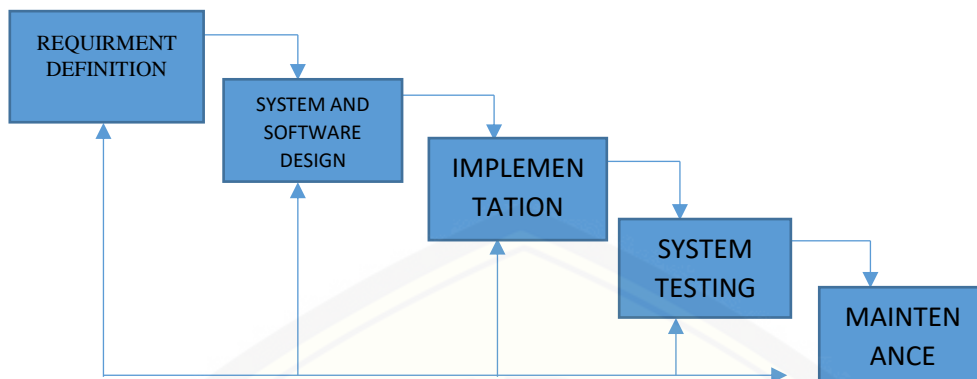 REQUIRMENT
DEFINITION
SYSTEM AND
SOFTWARE
DESIGN
IMPLEMEN
TATION
SYSTEM
TESTING
MAINTEN
ANCE